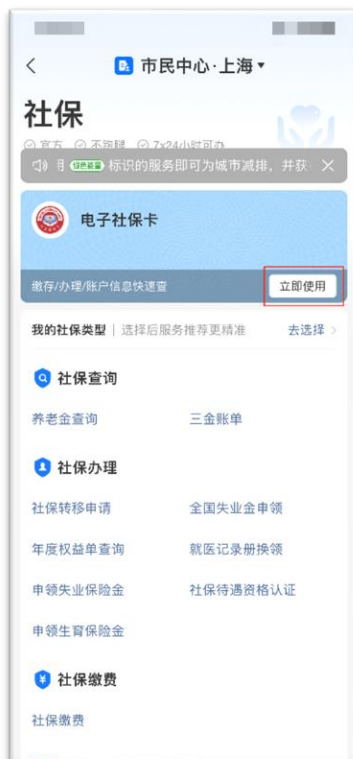 市民中心·上海
社保
官方 不跑腿 7x24小时可办
绿色能量 标识的服务即可为城市减排，并获
电子社保卡
缴存/办理/账户信息快速查 立即使用
我的社保类型 | 选择后服务推荐更精准 去选择
社保查询
养老金查询 三金账单
社保办理
社保转移申请 全国失业金申领
年度权益单查询 就医记录册换领
申领失业保险金 社保待遇资格认证
申领生育保险金
社保缴费
社保缴费